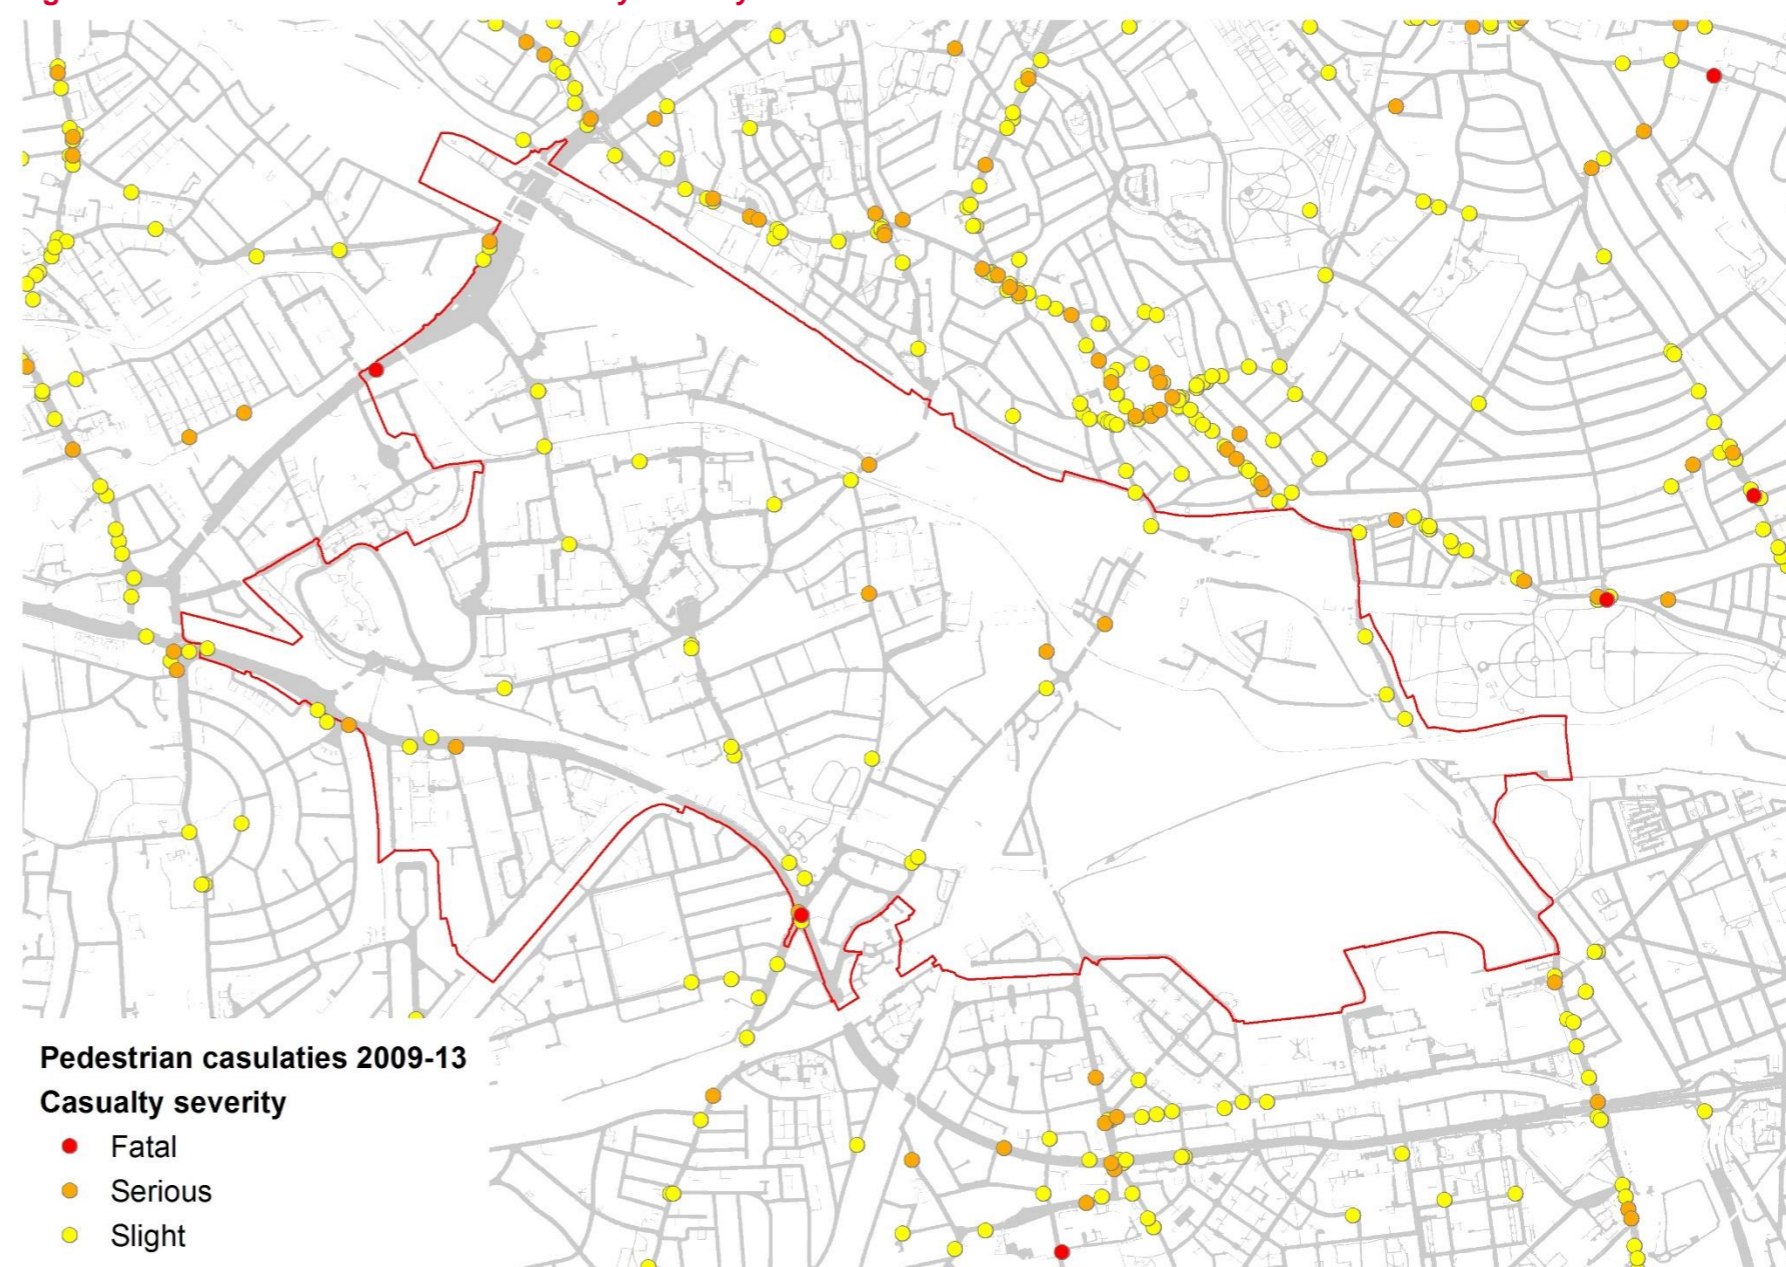 Pedestrian casulaties 2009-13
Casualty severity
Fatal
Serious
Slight